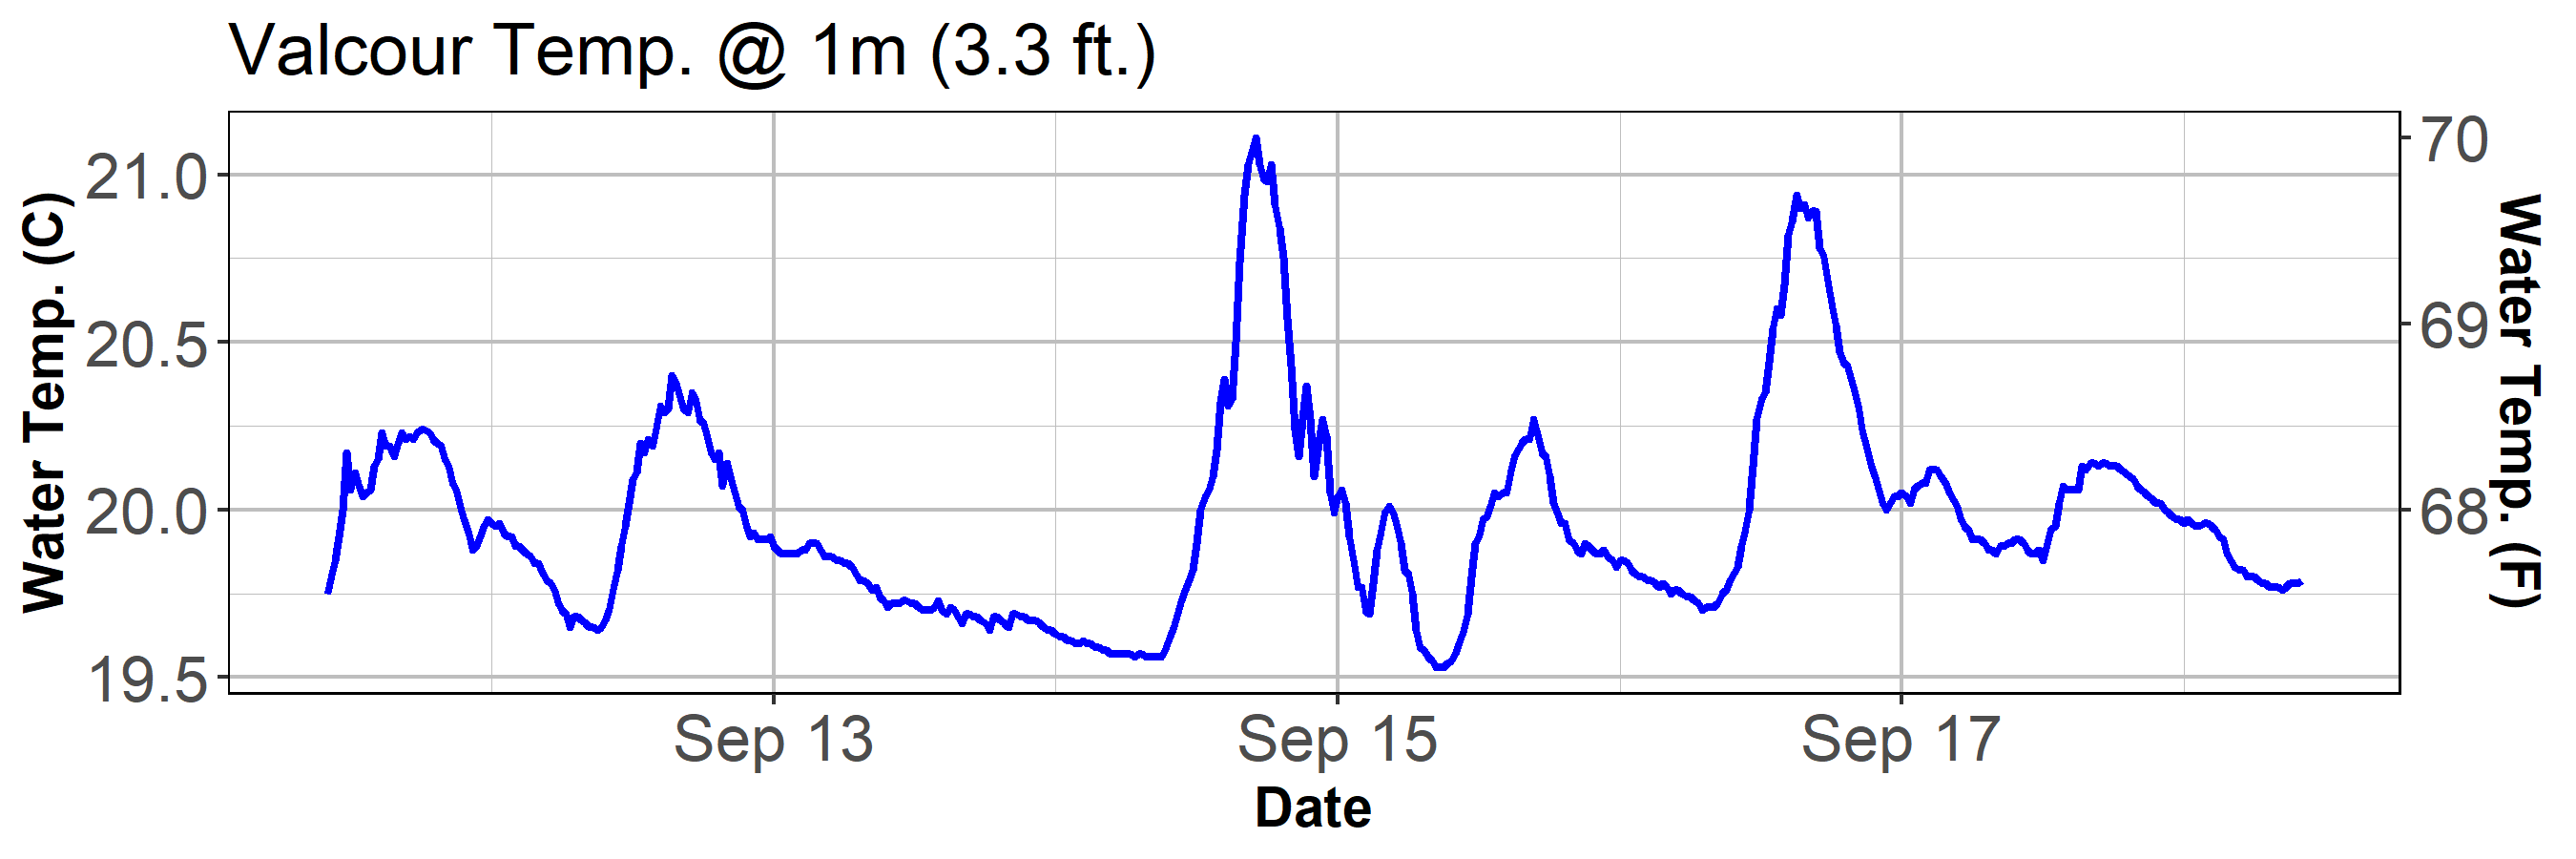 Valcour Temp. @ 1m (3.3 ft.)
Water Temp. (C)
21.0
20.5
20.0
19.5
70
69
68
Water Temp. (F)
Sep 13
Sep 15
Sep 17
Date